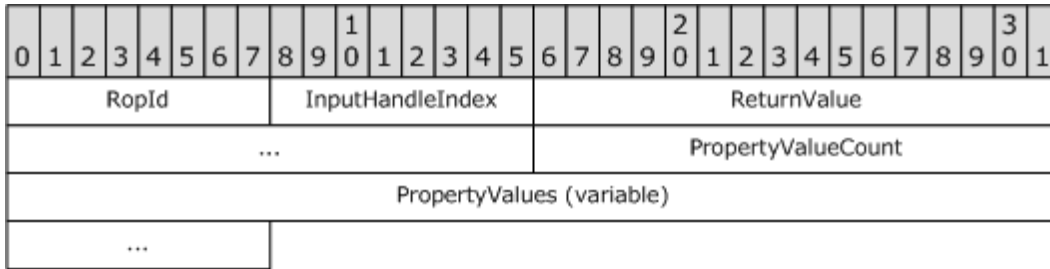 1 2 3
0 1 2 3 4 5 6 7 8 9 0 1 2 3 4 5 6 7 8 9 0 1 2 3 4 5 6 7 8 9 0 1
RopId InputHandleIndex ReturnValue
... PropertyValueCount
PropertyValues (variable)
...